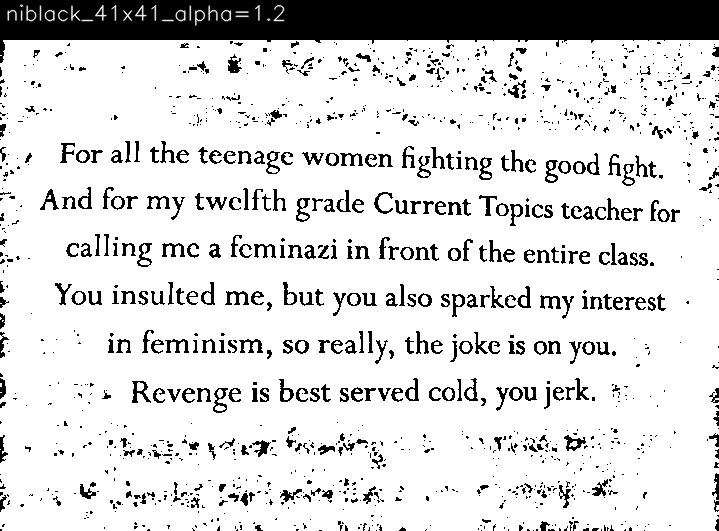 niblack_41x41_alpha=1.2
For all the teenage women fighting the good fight.
And for my twelfth grade Current Topics teacher for
calling me a feminazi in front of the entire class.
You insulted me, but you also sparked my interest
in feminism, so really, the joke is on you.
Revenge is best served cold, you jerk.